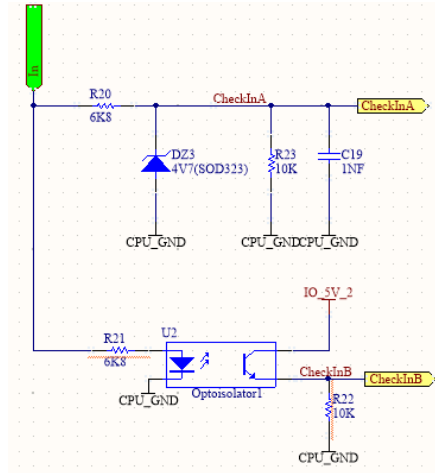 In
R20
6K8
CheckInA
CheckInA
DZ3
4V7(SOD323)
R23
10K
C19
1NF
CPU_GND
CPU_GND
CPU_GND
IO_5V_2
R21
6K8
U2
CPU_GND
Optoisolator1
CheckInB
CheckInB
R22
10K
CPU_GND